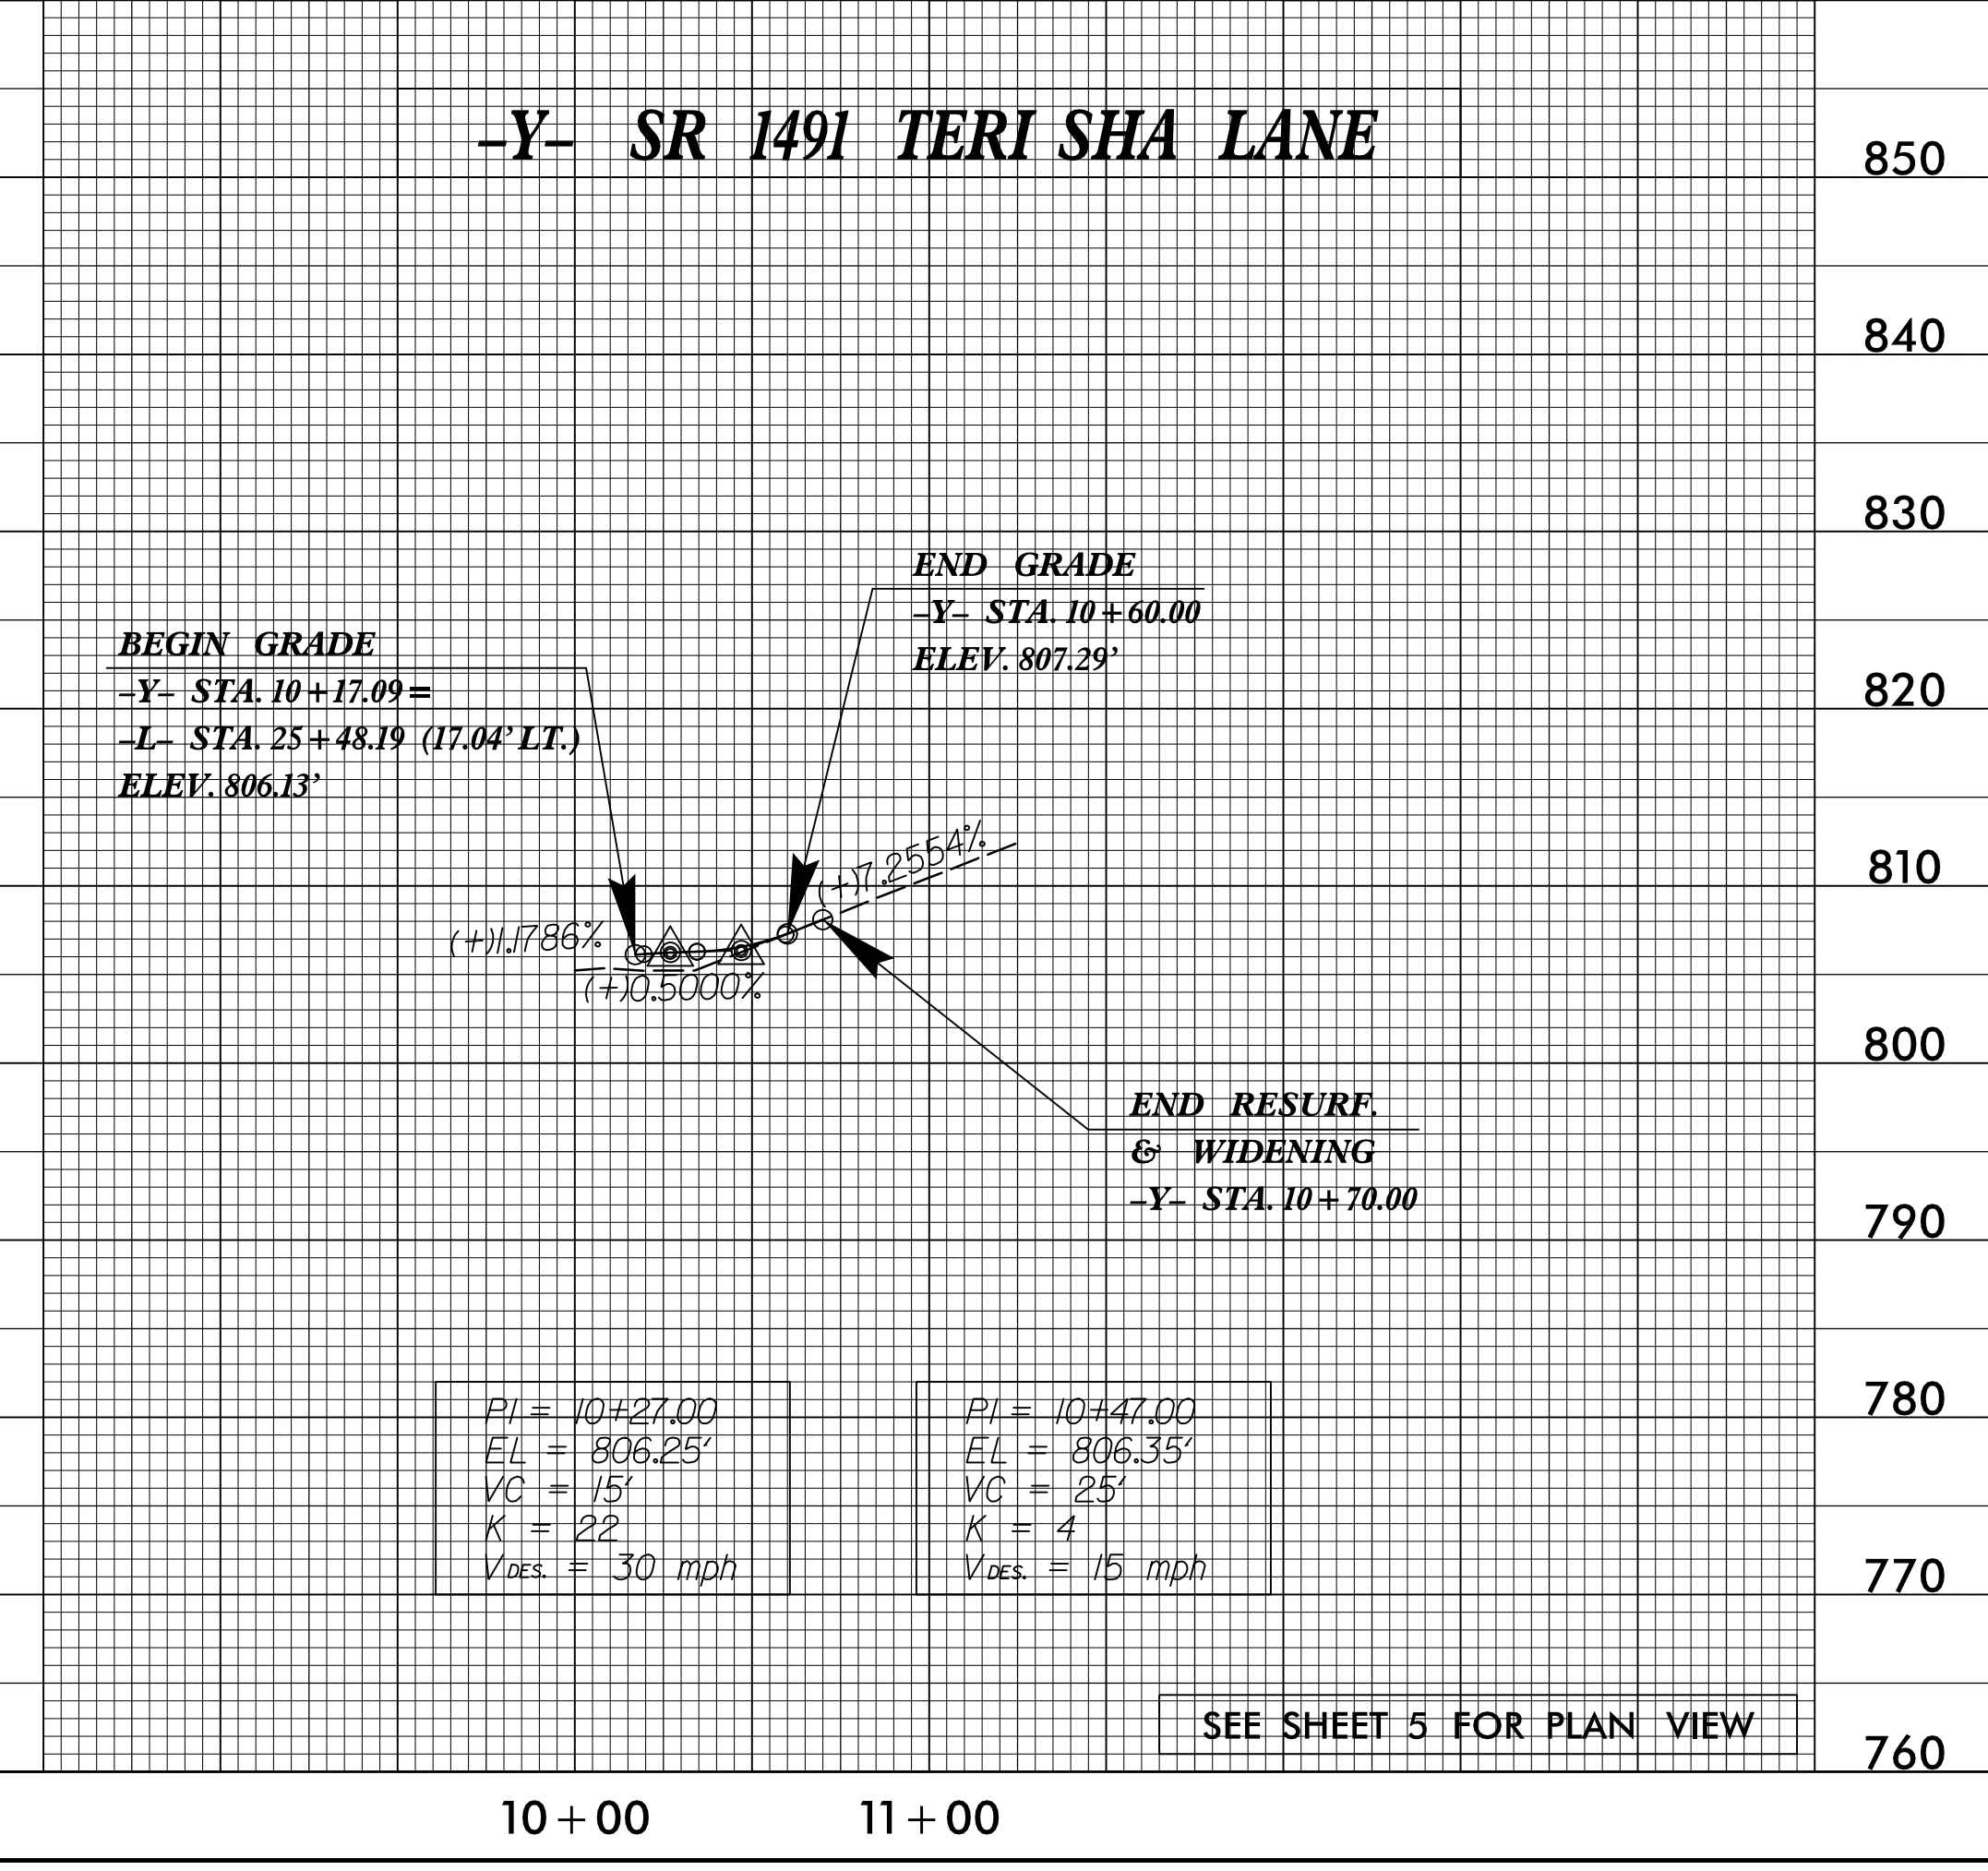 –Y– SR 1491 TERI SHA LANE
850
840
830
820
810
800
790
780
770
760
END GRADE
–Y– STA. 10+60.00
ELEV. 807.29’
BEGIN GRADE
–Y– STA. 10+17.09=
–L– STA. 25+48.19 (17.04’ LT.)
ELEV. 806.13’
(+)7.2554%
(+)1.1786%
(+)0.5000%
END RESURF.
& WIDENING
–Y– STA. 10+70.00
PI = 10+27.00
EL = 806.25'
VC = 15'
K = 22
VDES. = 30 mph
PI = 10+47.00
EL = 806.35'
VC = 25'
K = 4
VDES. = 15 mph
SEE SHEET 5 FOR PLAN VIEW
10+00
11+00